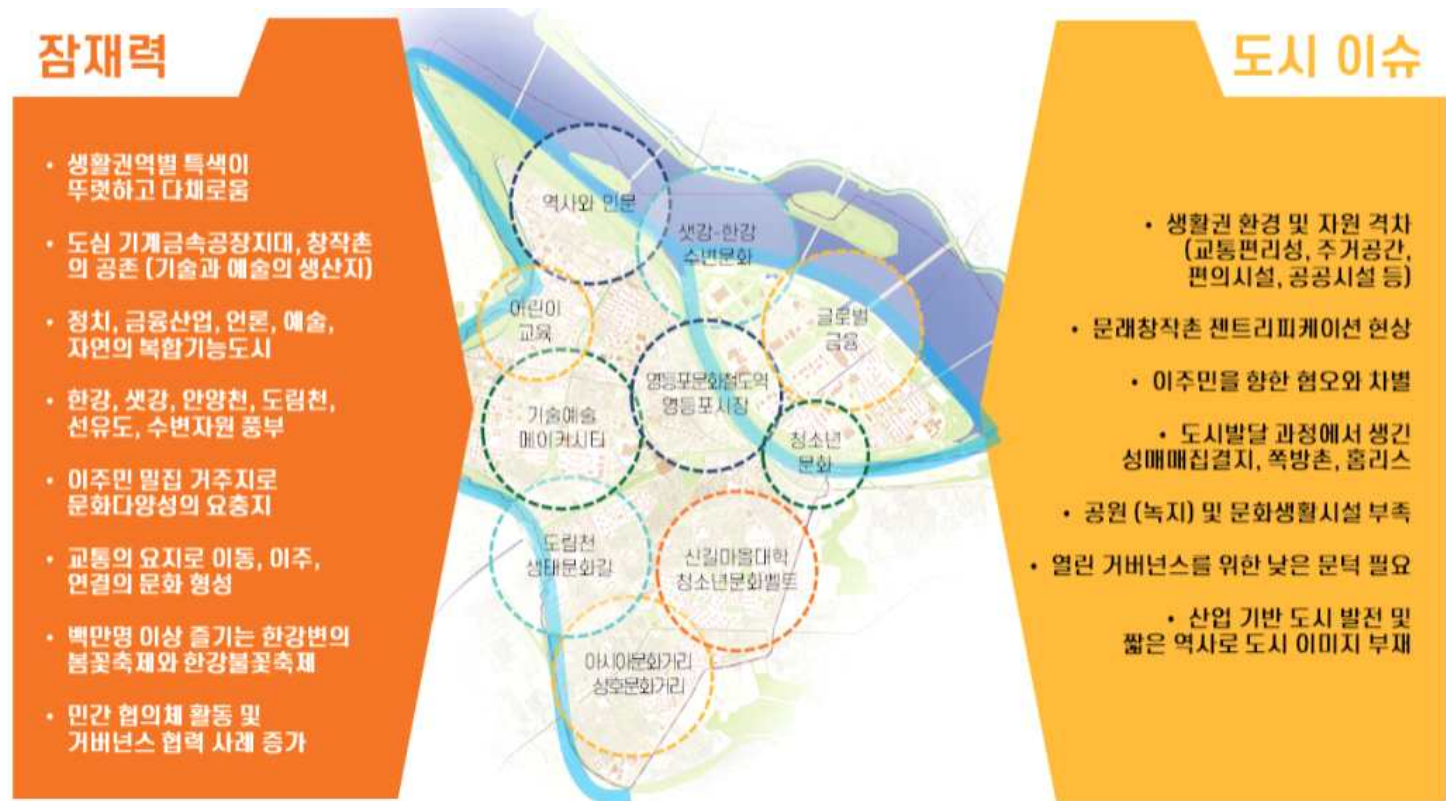 잠재력
• 생활권역별 특색이
뚜렷하고 다채로움
• 도심 기계금속공장지대, 창작촌
의 공존 (기술과 예술의 생산지)
• 정치, 금융산업, 언론, 예술,
자연의 복합기능도시
• 한강, 샛강, 안양천, 도림천,
선유도, 수변자원 풍부
• 이주민 밀집 거주지로
문화다양성의 요충지
• 교통의 요지로 이동, 이주,
연결의 문화 형성
• 백만명 이상 즐기는 한강변의
봄꽃축제와 한강불꽃축제
• 민간 협의체 활동 및
거버넌스 협력 사례 증가
역사와 인문
샛강-한강
수변문화
어린이
교육
글로벌
금융
영등포문화철도역
영등포시장
기술예술
메이커시티
청소년
문화
도림천
생태문화길
신길마을대학
청소년문화벨트
아시아문화거리
상호문화거리
도시 이슈
• 생활권 환경 및 자원 격차
(교통편리성, 주거공간,
편의시설, 공공시설 등)
• 문래창작촌 젠트리피케이션 현상
• 이주민을 향한 혐오와 차별
• 도시발달 과정에서 생긴
성매매집결지, 쪽방촌, 홈리스
• 공원 (녹지) 및 문화생활시설 부족
• 열린 거버넌스를 위한 낮은 문턱 필요
• 산업 기반 도시 발전 및
짧은 역사로 도시 이미지 부재